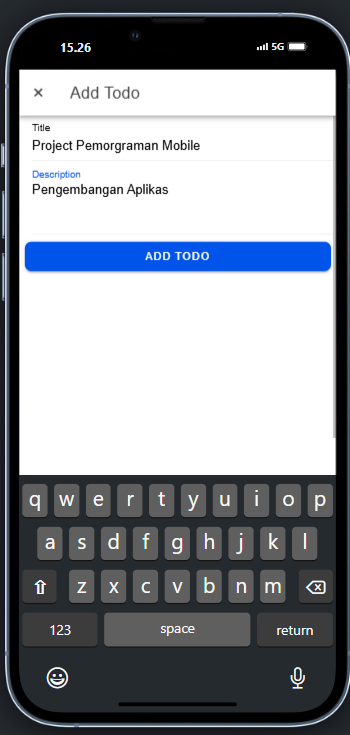 15.26
5G
× Add Todo
Title
Project Pemorgraman Mobile
Description
Pengembangan Aplikas
ADD TODO
q w e r t y u i o p
a s d f g h j k l
z x c v b n m
123 space return